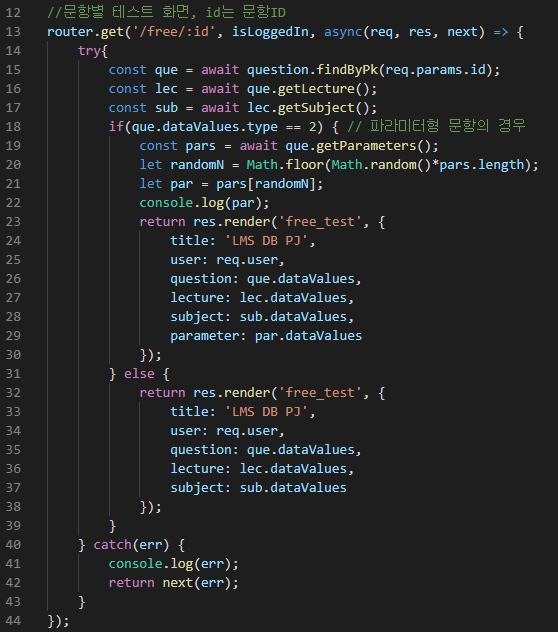 12 //문항별 테스트 화면, id는 문항ID
13 router.get('/free/:id', isLoggedIn, async(req, res, next) => {
14     try{
15         const que = await question.findByPk(req.params.id);
16         const lec = await que.getLecture();
17         const sub = await lec.getSubject();
18         if(que.dataValues.type == 2) { // 파라미터형 문항의 경우
19             const pars = await que.getParameters();
20             let randomN = Math.floor(Math.random()*pars.length);
21             let par = pars[randomN];
22             console.log(par);
23             return res.render('free_test', {
24                 title: 'LMS DB PJ',
25                 user: req.user,
26                 question: que.dataValues,
27                 lecture: lec.dataValues,
28                 subject: sub.dataValues,
29                 parameter: par.dataValues
30             });
31         } else {
32             return res.render('free_test', {
33                 title: 'LMS DB PJ',
34                 user: req.user,
35                 question: que.dataValues,
36                 lecture: lec.dataValues,
37                 subject: sub.dataValues
38             });
39         }
40     } catch(err) {
41         console.log(err);
42         return next(err);
43     }
44 });